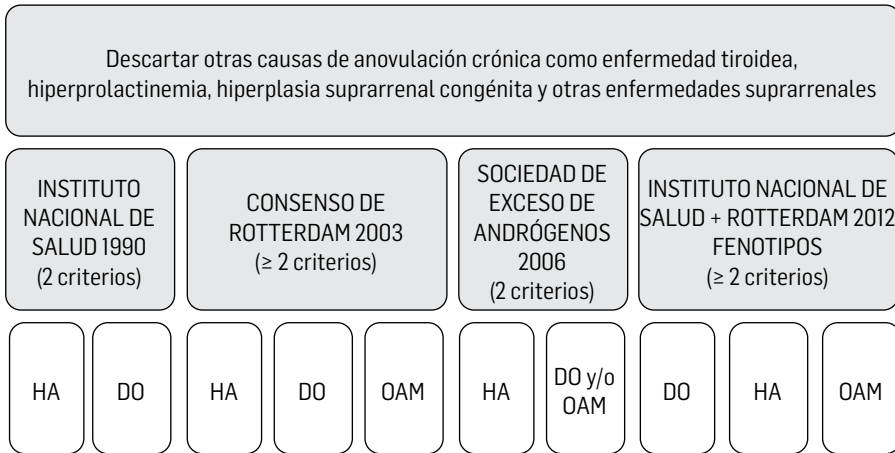 Descartar otras causas de anovulación crónica como enfermedad tiroidea,
hiperprolactinemia, hiperplasia suprarrenal congénita y otras enfermedades suprarrenales
INSTITUTO
NACIONAL DE
SALUD 1990
(2 criterios)
CONSENSO DE
ROTTERDAM 2003
(≥ 2 criterios)
SOCIEDAD DE
EXCESO DE
ANDRÓGENOS
2006
(2 criterios)
INSTITUTO NACIONAL DE
SALUD + ROTTERDAM 2012
FENOTIPOS
(≥ 2 criterios)
HA
DO
HA
DO
OAM
HA
DO y/o
OAM
DO
HA
OAM